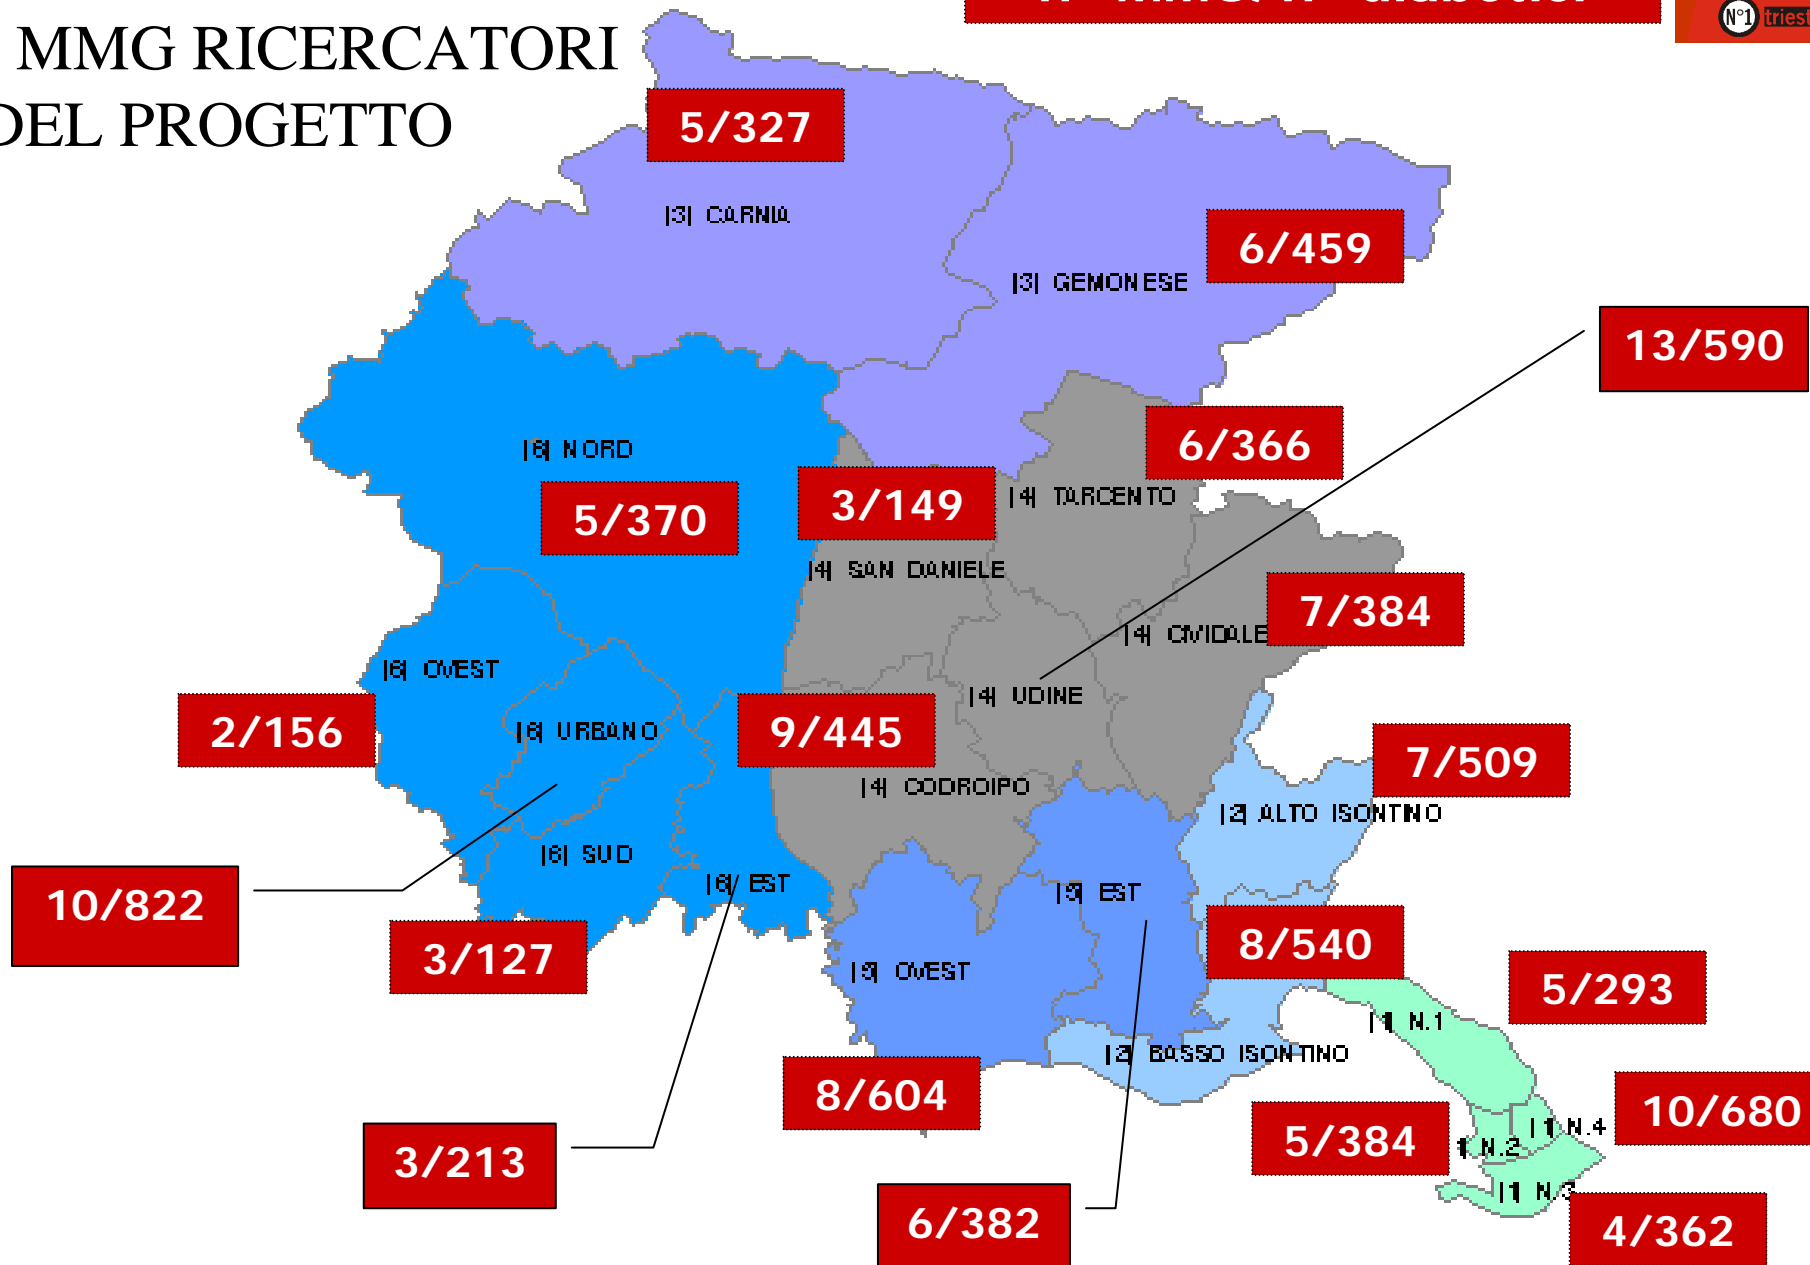 MMG RICERCATORI
DEL PROGETTO
N°1 triest
5/327
|3| CARNIA
6/459
|3| GEMONESE
13/590
6/366
|6| NORD
3/149
|4| TARCENTO
5/370
|4| SAN DANIELE
7/384
|4| CIVIDALE
|6| OVEST
|4| UDINE
2/156
|6| URBANO
9/445
7/509
|4| CODROIPO
|2| ALTO ISONTINO
|6| SUD
|6| EST
|5| EST
10/822
3/127
8/540
|5| OVEST
5/293
|1| N.1
|2| BASSO ISONTINO
8/604
10/680
5/384
|1| N.4
N.2
3/213
|1| N.3
6/382
4/362